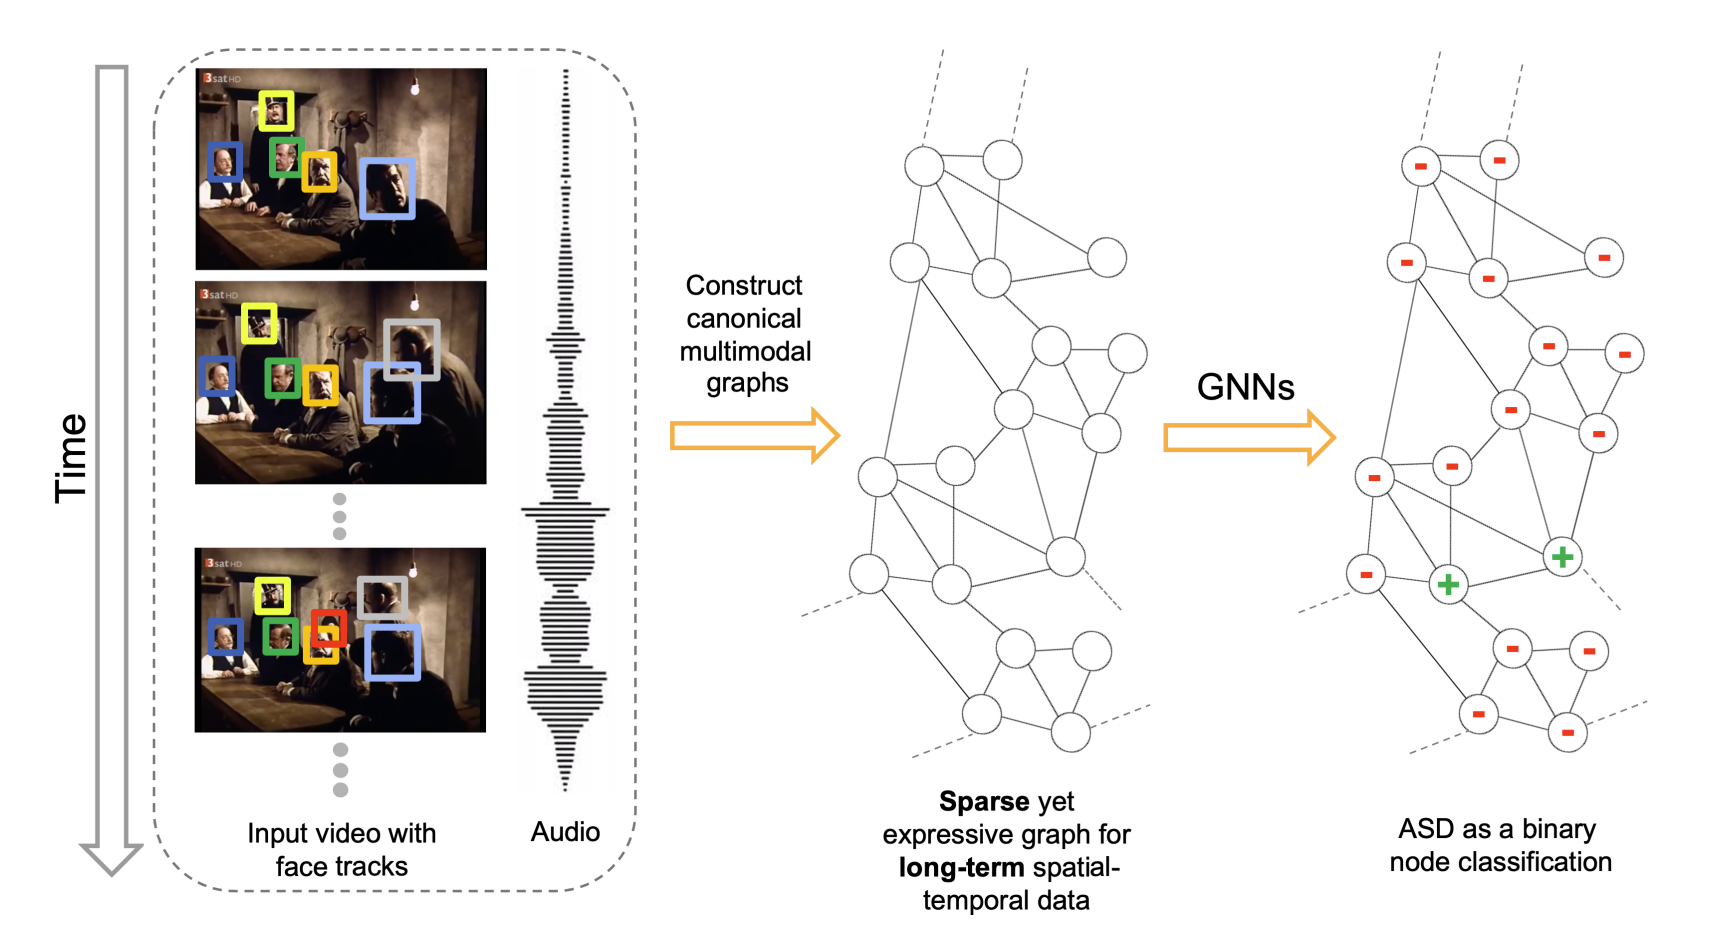 3sat HD
3sat HD
3sat HD
Time
Input video with
face tracks
Audio
Construct
canonical
multimodal
graphs
GNNs
Sparse yet
expressive graph for
long-term spatial-
temporal data
ASD as a binary
node classification